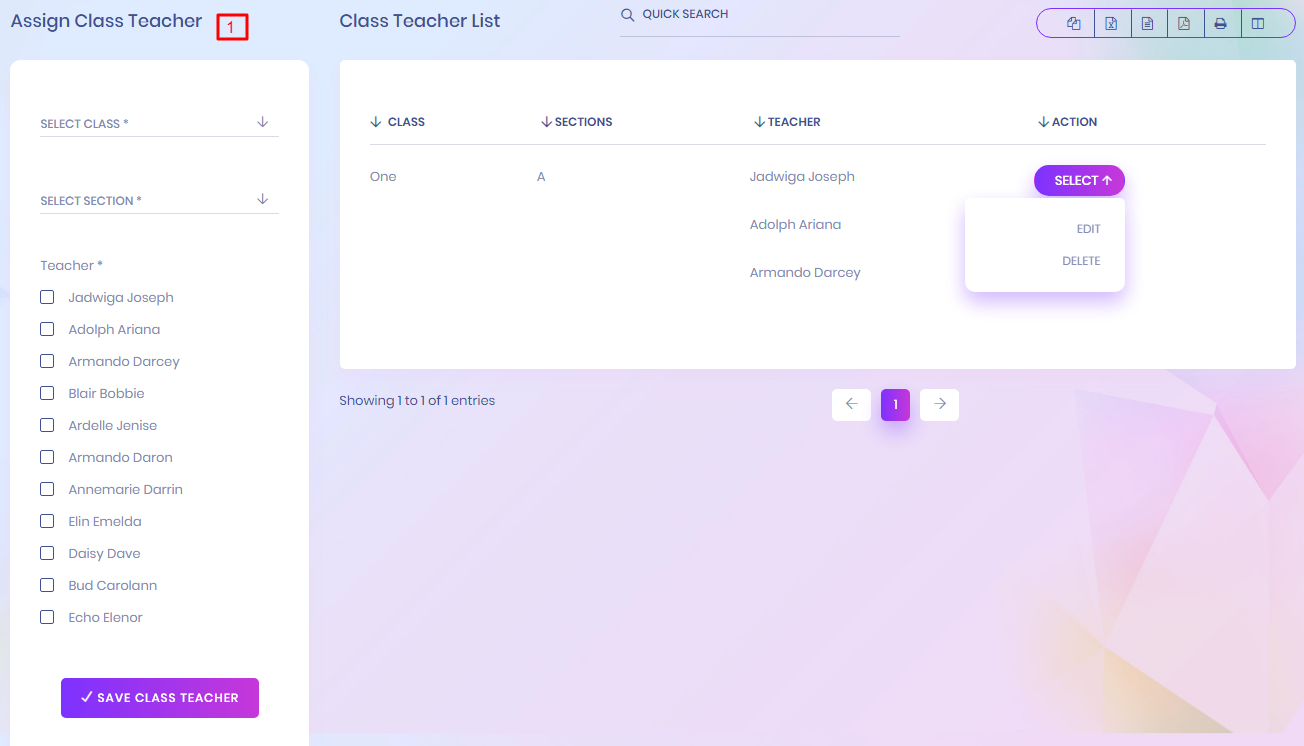 Assign Class Teacher
1
SELECT CLASS *
SELECT SECTION *
Teacher *
Jadwiga Joseph
Adolph Ariana
Armando Darcey
Blair Bobbie
Ardelle Jenise
Armando Daron
Annemarie Darrin
Elin Emelda
Daisy Dave
Bud Carolann
Echo Elenor
SAVE CLASS TEACHER
Class Teacher List
QUICK SEARCH
CLASS SECTIONS TEACHER ACTION
One A Jadwiga Joseph SELECT
Adolph Ariana EDIT
DELETE
Armando Darcey
Showing 1 to 1 of 1 entries
1